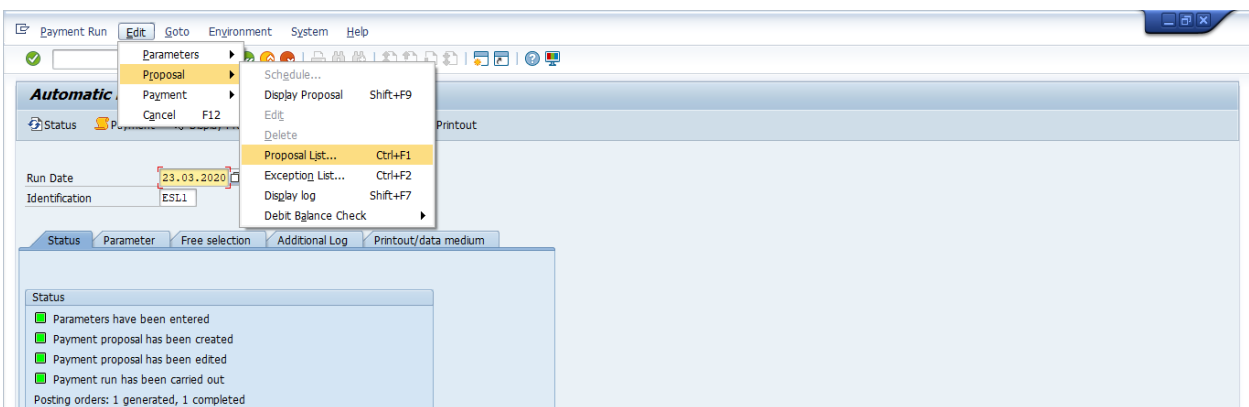 Payment Run Edit Goto Environment System Help
Parameters
Proposal
Payment
Cancel F12
Schedule...
Display Proposal Shift+F9
Edit
Delete
Proposal List... Ctrl+F1
Exception List... Ctrl+F2
Display log Shift+F7
Debit Balance Check
Automatic
Status Printout
Run Date 23.03.2020
Identification ESL1
Status Parameter Free selection Additional Log Printout/data medium
Status
Parameters have been entered
Payment proposal has been created
Payment proposal has been edited
Payment run has been carried out
Posting orders: 1 generated, 1 completed